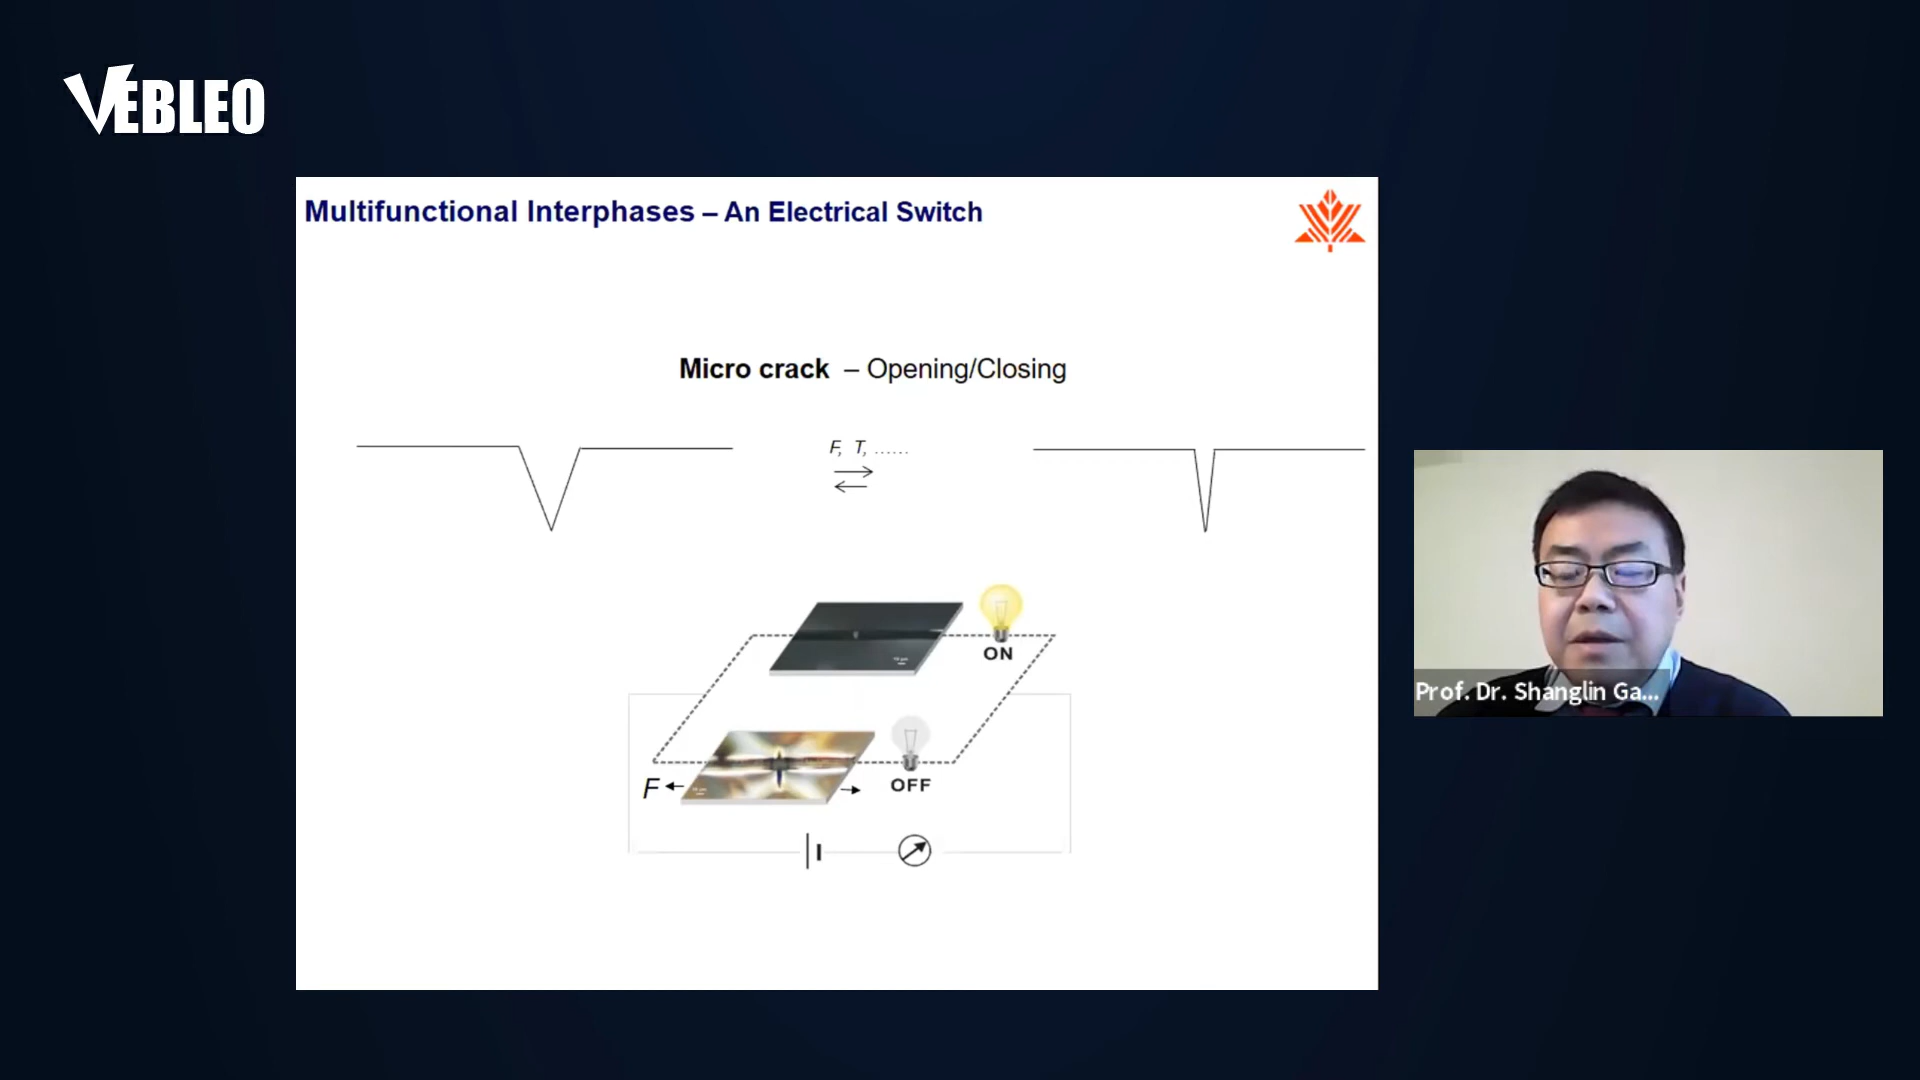 VEBLEO
Multifunctional Interphases – An Electrical Switch
Micro crack – Opening/Closing
F, T, ......
ON
F
OFF
Prof. Dr. Shanglin Ga...